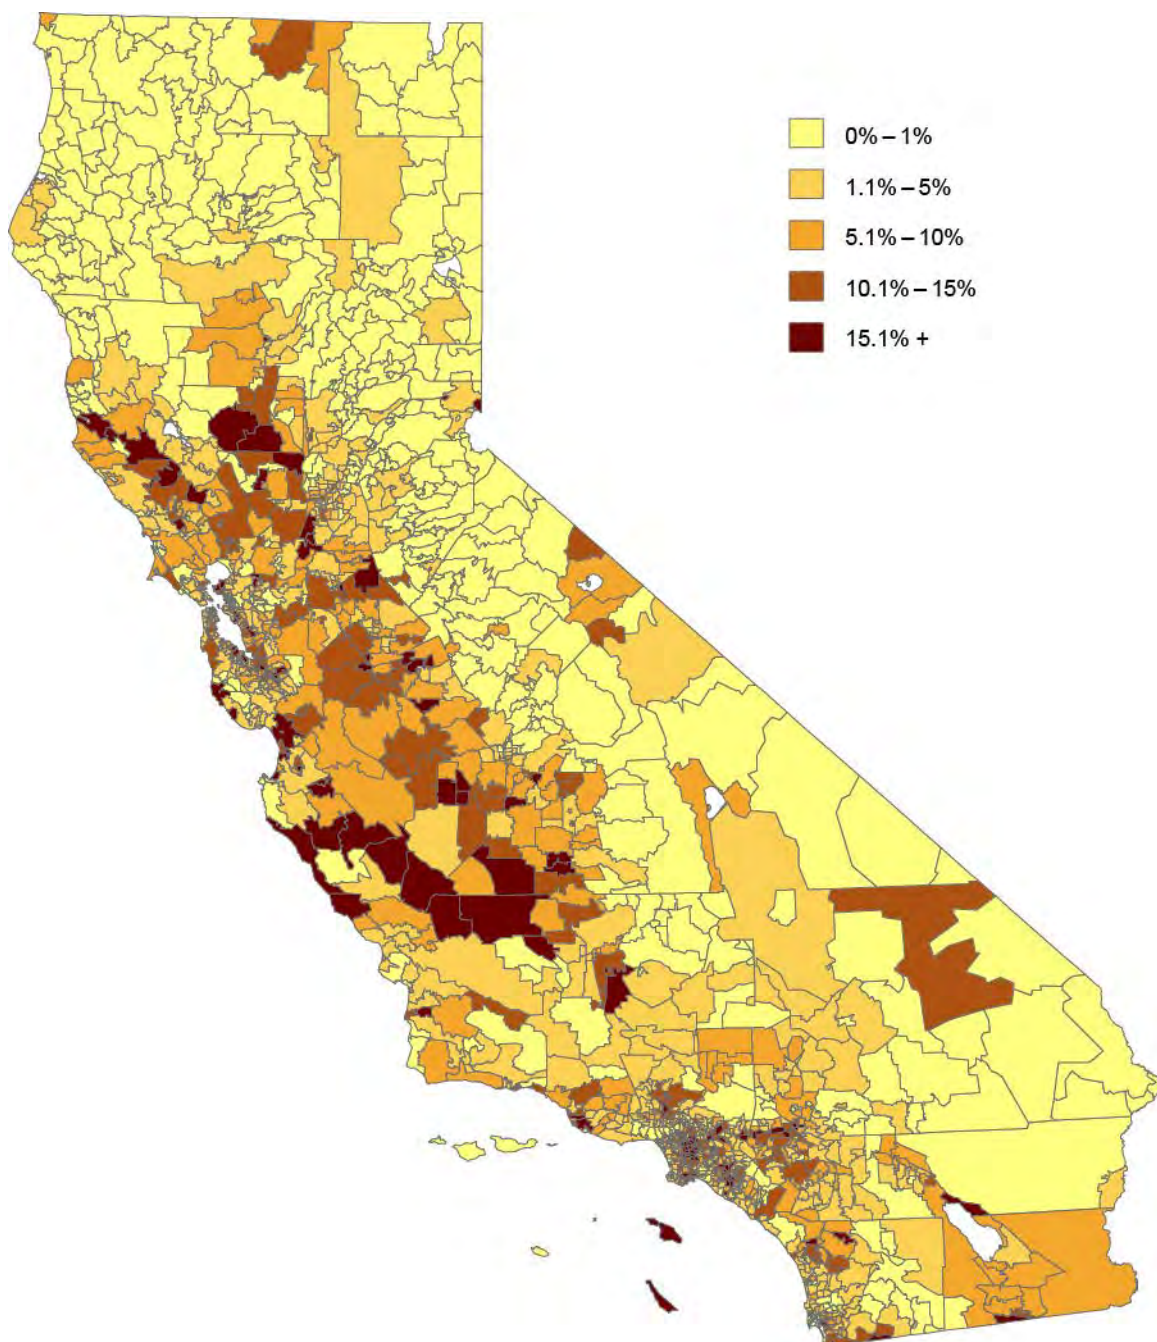 0% – 1%
1.1% – 5%
5.1% – 10%
10.1% – 15%
15.1% +